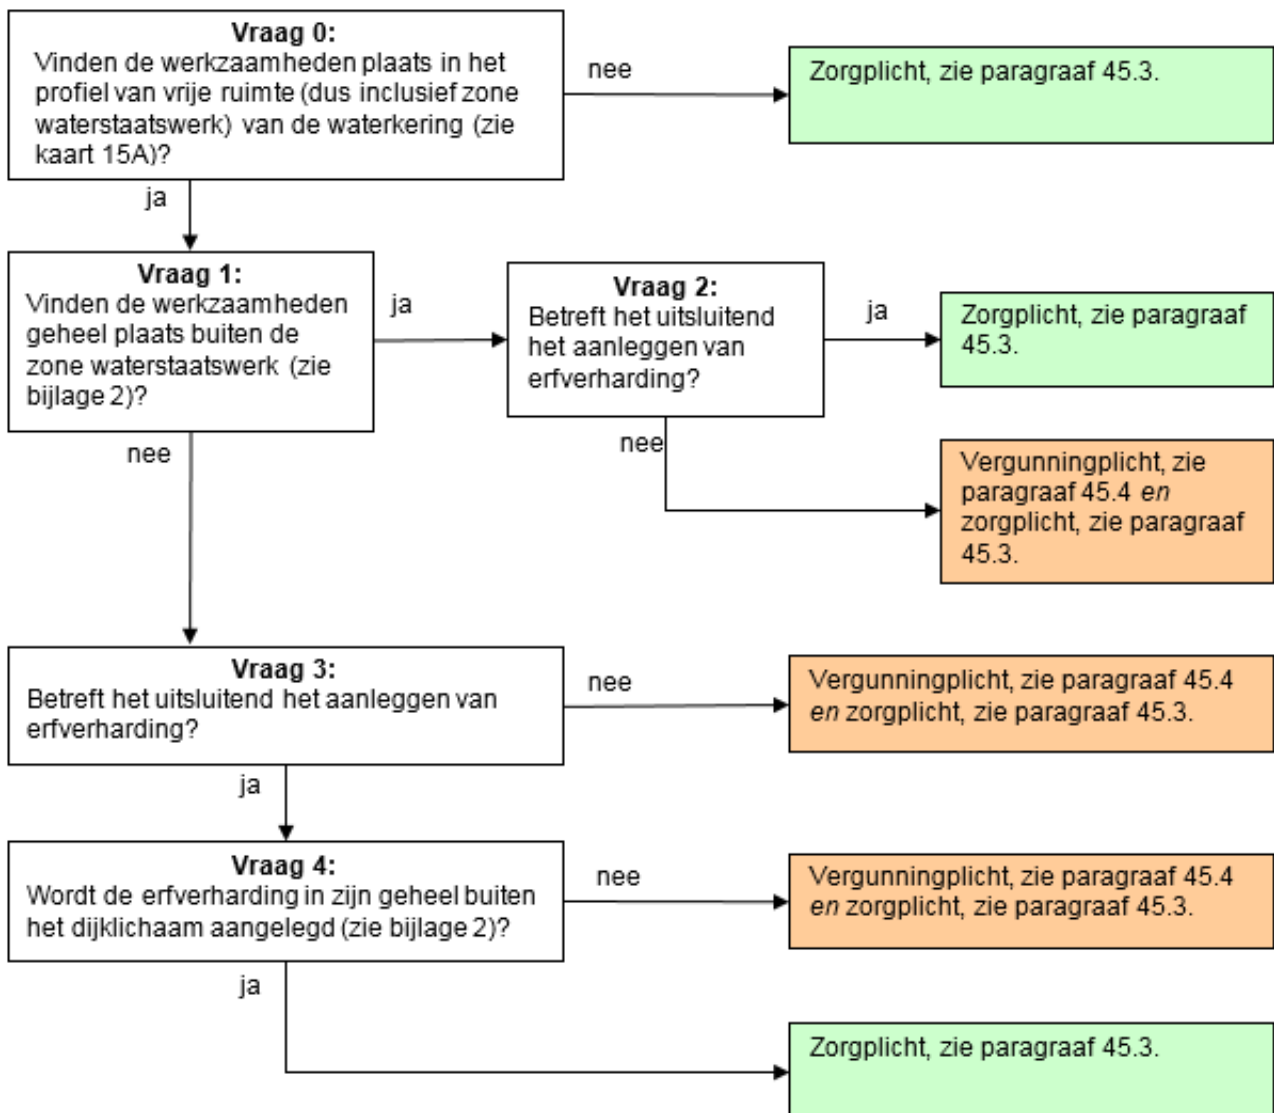 Vraag 0:
Vinden de werkzaamheden plaats in het
profiel van vrije ruimte (dus inclusief zone
waterstaatswerk) van de waterkering (zie
kaart 15A)?
nee
Zorgplicht, zie paragraaf 45.3.
ja
Vraag 1:
Vinden de werkzaamheden
geheel plaats buiten de
zone waterstaatswerk (zie
bijlage 2)?
ja
Vraag 2:
Betreft het uitsluitend
het aanleggen van
erfverharding?
ja
Zorgplicht, zie paragraaf
45.3.
nee
Vergunningplicht, zie
paragraaf 45.4 en
zorgplicht, zie paragraaf
45.3.
nee
Vraag 3:
Betreft het uitsluitend het aanleggen van
erfverharding?
nee
Vergunningplicht, zie paragraaf 45.4
en zorgplicht, zie paragraaf 45.3.
ja
Vraag 4:
Wordt de erfverharding in zijn geheel buiten
het dijklichaam aangelegd (zie bijlage 2)?
nee
Vergunningplicht, zie paragraaf 45.4
en zorgplicht, zie paragraaf 45.3.
ja
Zorgplicht, zie paragraaf 45.3.